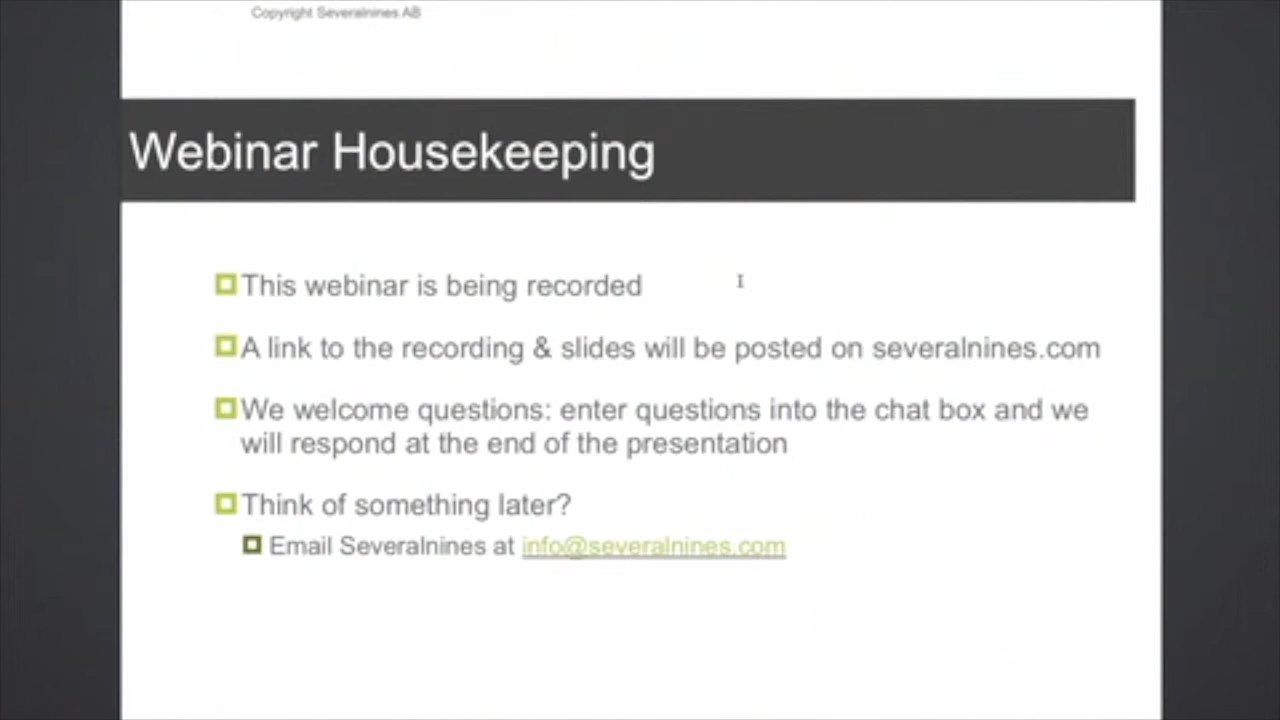 Copyright Severalnines AB
Webinar Housekeeping
This webinar is being recorded
A link to the recording & slides will be posted on severalnines.com
We welcome questions: enter questions into the chat box and we
will respond at the end of the presentation
Think of something later?
Email Severalnines at info@severalnines.com